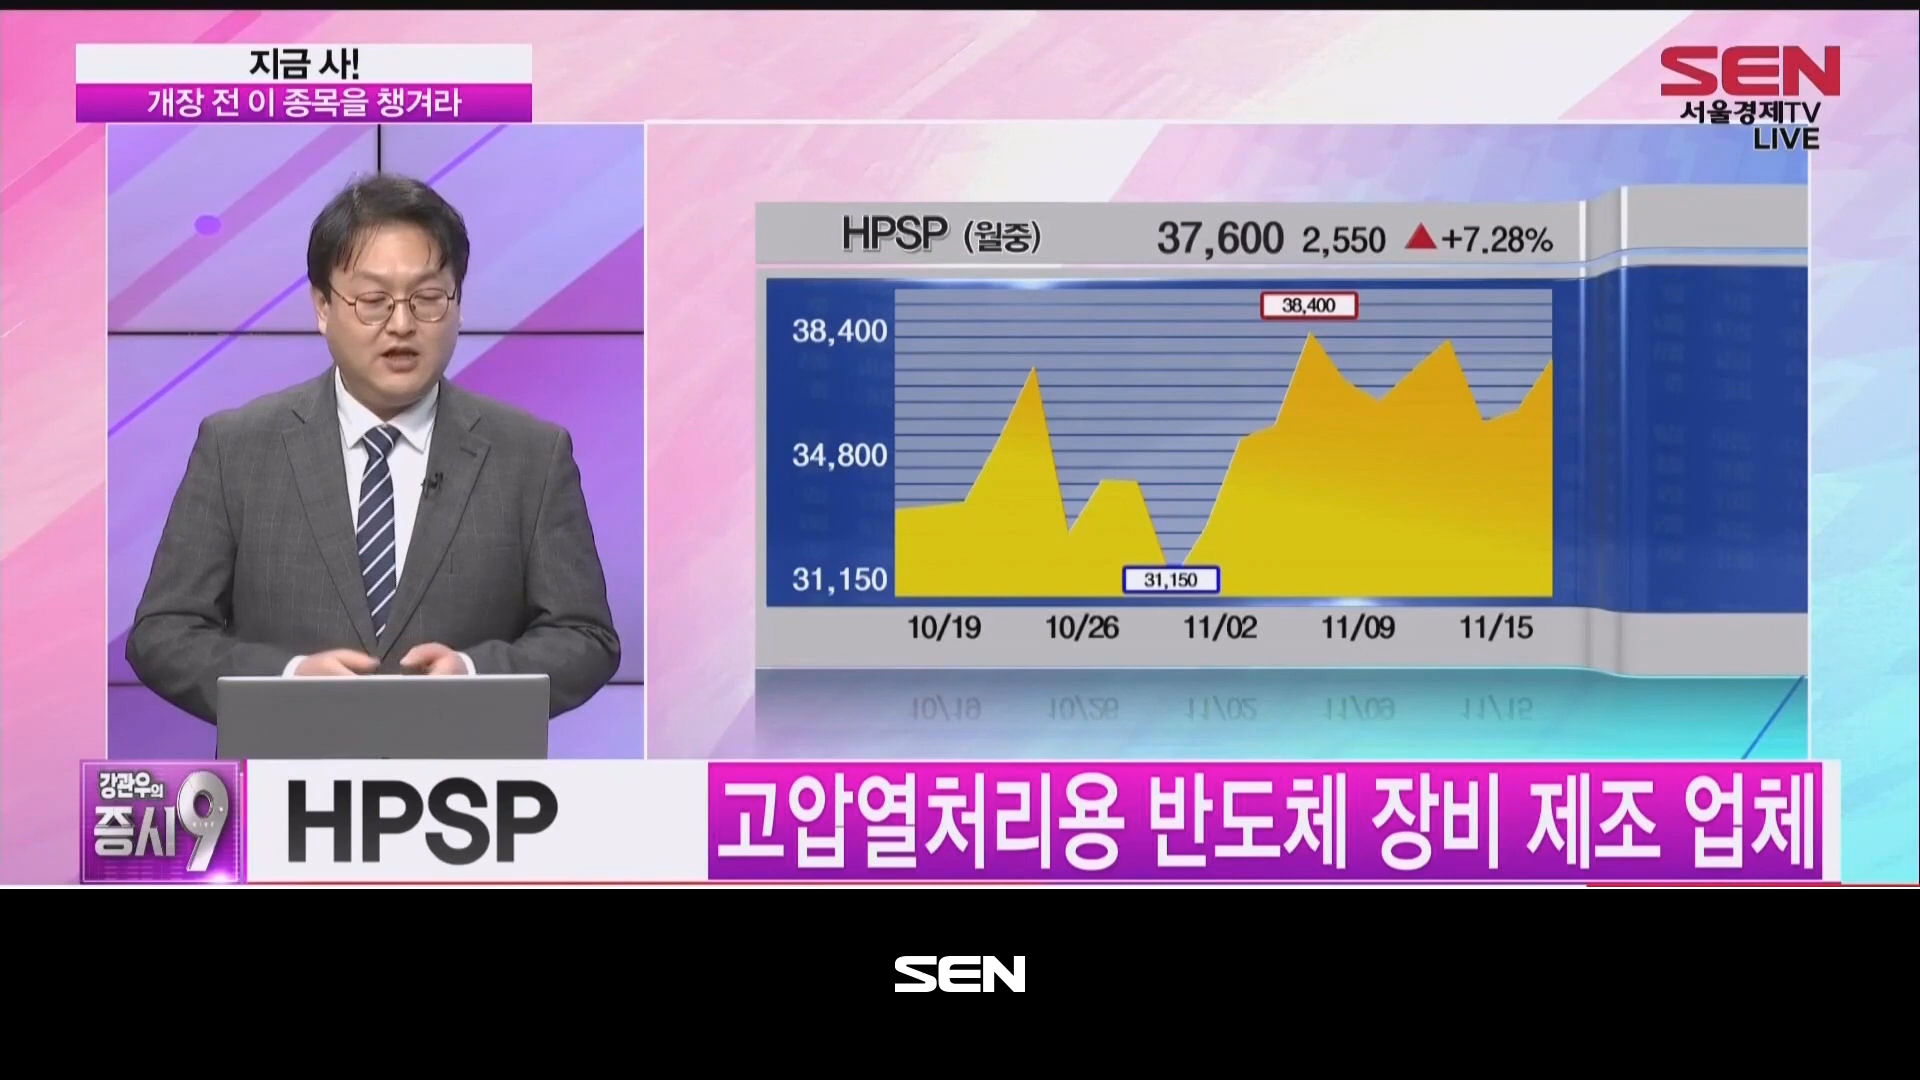 지금 사!
개장 전 이 종목을 챙겨라
SEN
서울경제TV
LIVE
HPSP (월중) 37,600 2,550 ▲+7.28%
38,400
34,800
31,150
38,400
31,150
10/19 10/26 11/02 11/09 11/15
강관우의
증시9
HPSP
고압열처리용 반도체 장비 제조 업체
SEN